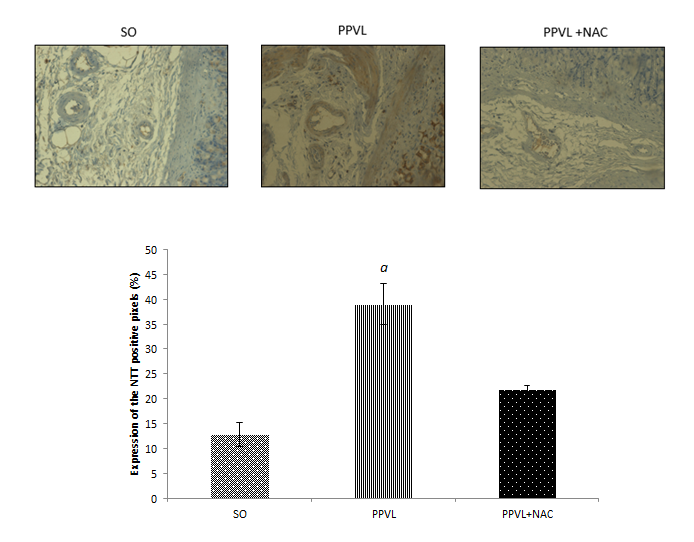 SO
PPVL
PPVL +NAC
Expression of the NTT positive pixels (%)
50
45
40
35
30
25
20
15
10
5
0
a
SO
PPVL
PPVL+NAC